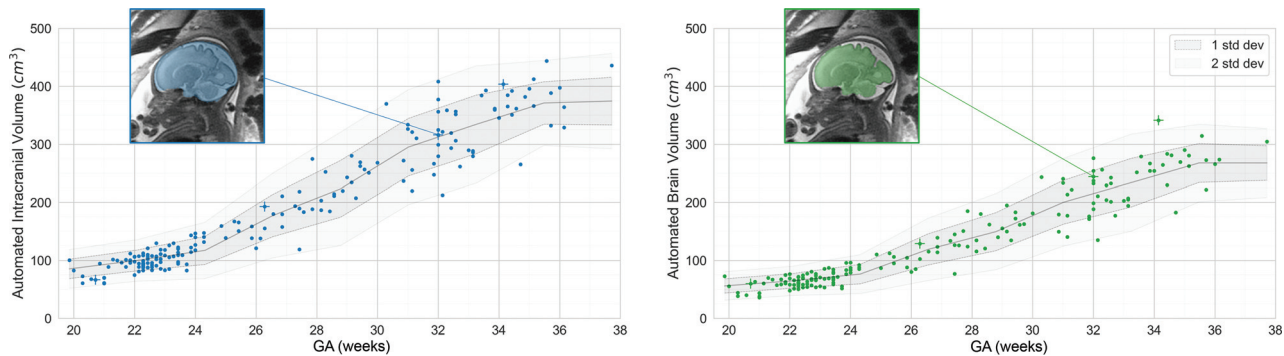 Automated Intracranial Volume (cm³)
500
400
300
200
100
0
20 22 24 26 28 30 32 34 36 38
GA (weeks)
Automated Brain Volume (cm³)
500
400
300
200
100
0
1 std dev
2 std dev
20 22 24 26 28 30 32 34 36 38
GA (weeks)